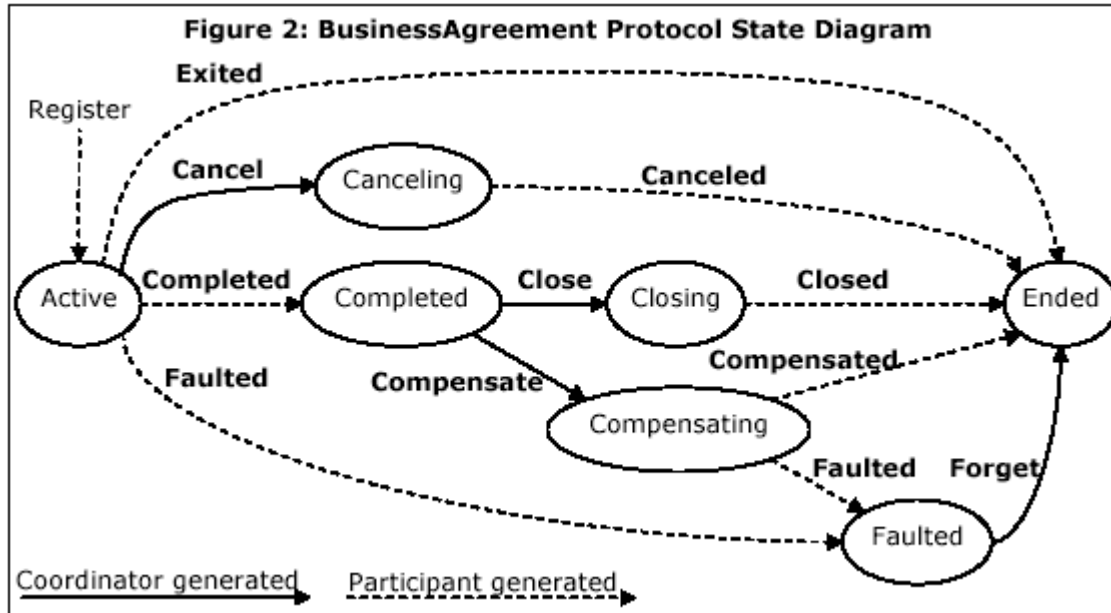 Figure 2: BusinessAgreement Protocol State Diagram
Exited
Register
Cancel
Canceling
Canceled
Active
Completed
Completed
Close
Closing
Closed
Ended
Faulted
Compensate
Compensated
Compensating
Faulted
Forget
Faulted
Coordinator generated
Participant generated